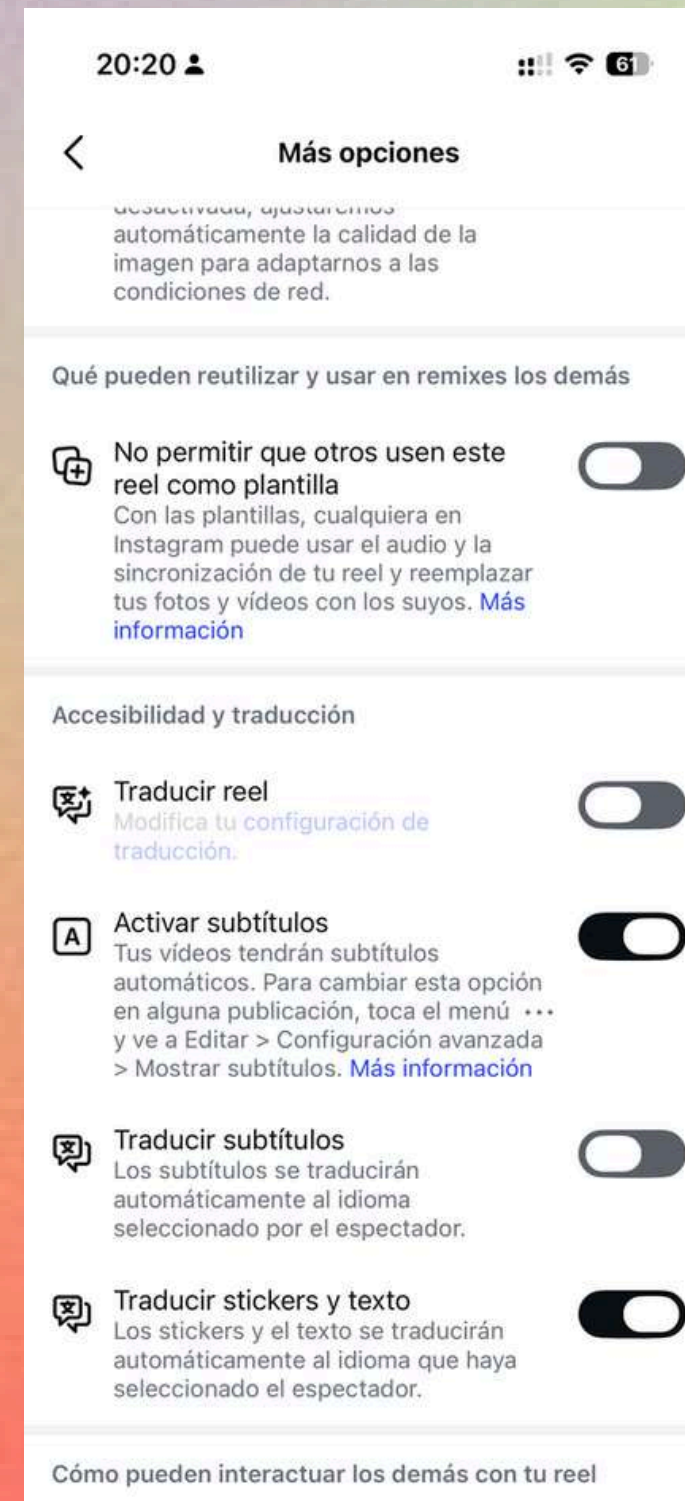 20:20
61
Más opciones
desactivada, ajustaremos
automáticamente la calidad de la
imagen para adaptarnos a las
condiciones de red.
Qué pueden reutilizar y usar en remixes los demás
No permitir que otros usen este
reel como plantilla
Con las plantillas, cualquiera en
Instagram puede usar el audio y la
sincronización de tu reel y reemplazar
tus fotos y vídeos con los suyos. Más
información
Accesibilidad y traducción
Traducir reel
Modifica tu configuración de
traducción.
A
Activar subtítulos
Tus vídeos tendrán subtítulos
automáticos. Para cambiar esta opción
en alguna publicación, toca el menú ···
y ve a Editar > Configuración avanzada
> Mostrar subtítulos. Más información
Traducir subtítulos
Los subtítulos se traducirán
automáticamente al idioma
seleccionado por el espectador.
Traducir stickers y texto
Los stickers y el texto se traducirán
automáticamente al idioma que haya
seleccionado el espectador.
Cómo pueden interactuar los demás con tu reel